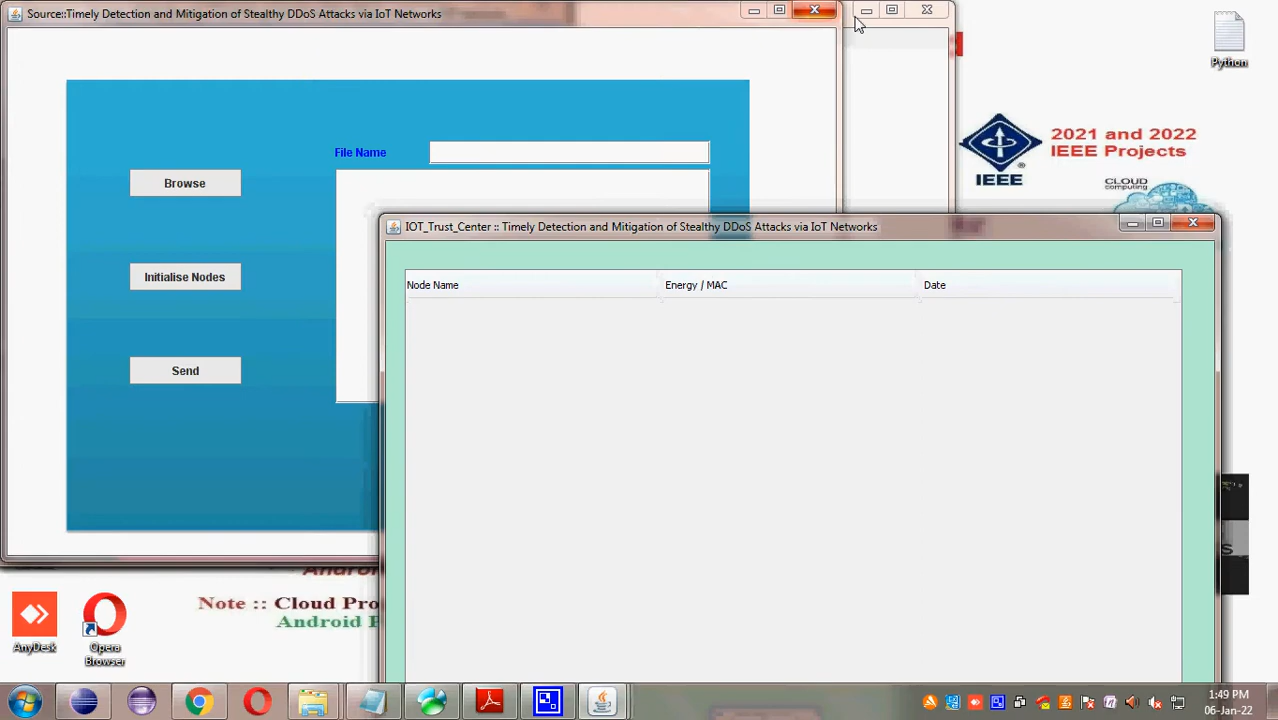 Source::Timely Detection and Mitigation of Stealthy DDoS Attacks via IoT Networks
Python
2021 and 2022
IEEE Projects
IEEE
CLOUD
computing
File Name
Browse
Initialise Nodes
Send
IOT_Trust_Center :: Timely Detection and Mitigation of Stealthy DDoS Attacks via IoT Networks
Node Name Energy / MAC Date
Note :: Cloud Pro
Android P
AnyDesk
Opera
Browser
1:49 PM
06-Jan-22